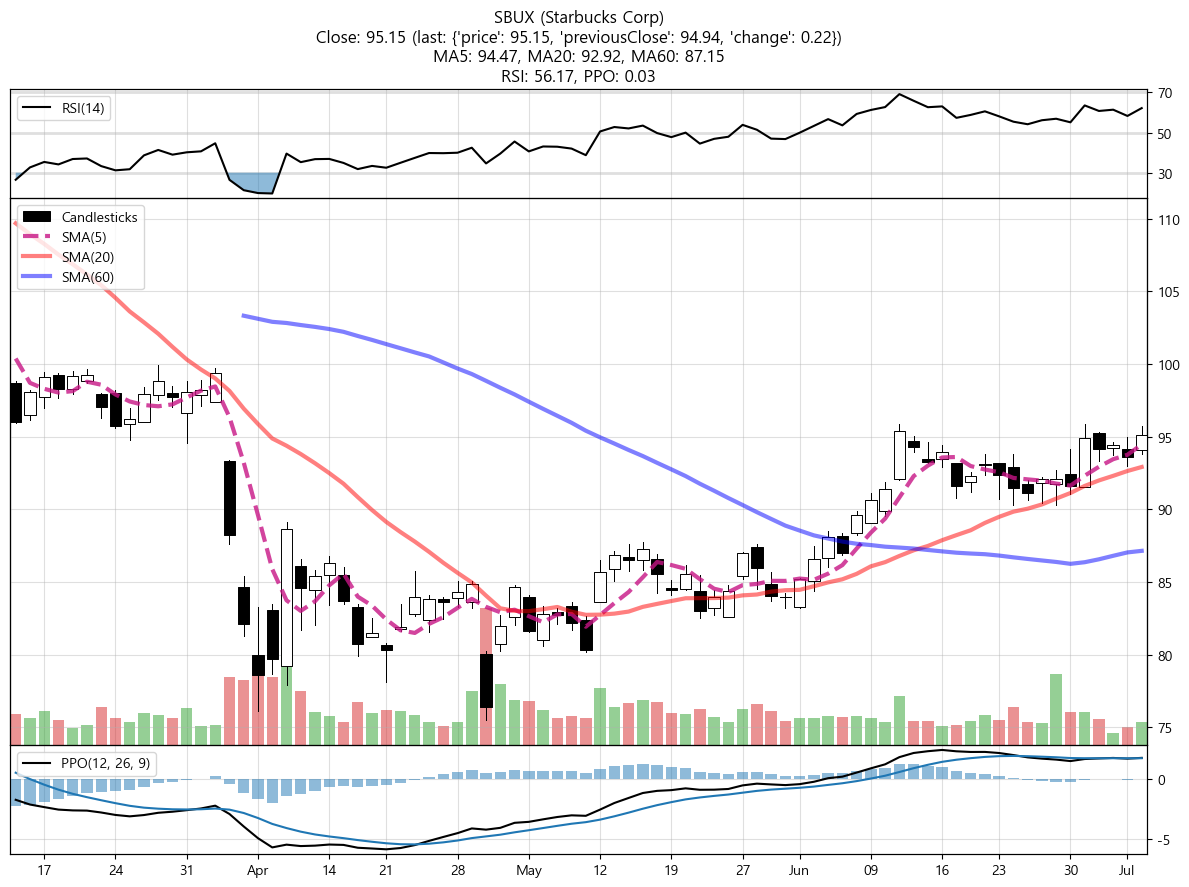 SBUX (Starbucks Corp)
Close: 95.15 (last: {'price': 95.15, 'previousClose': 94.94, 'change': 0.22})
MA5: 94.47, MA20: 92.92, MA60: 87.15
RSI: 56.17, PPO: 0.03
RSI(14)
70
50
30
Candlesticks
SMA(5)
SMA(20)
SMA(60)
110
105
100
95
90
85
80
75
PPO(12, 26, 9)
0
-5
17 24 31 Apr 14 21 28 May 12 19 27 Jun 09 16 23 30 Jul